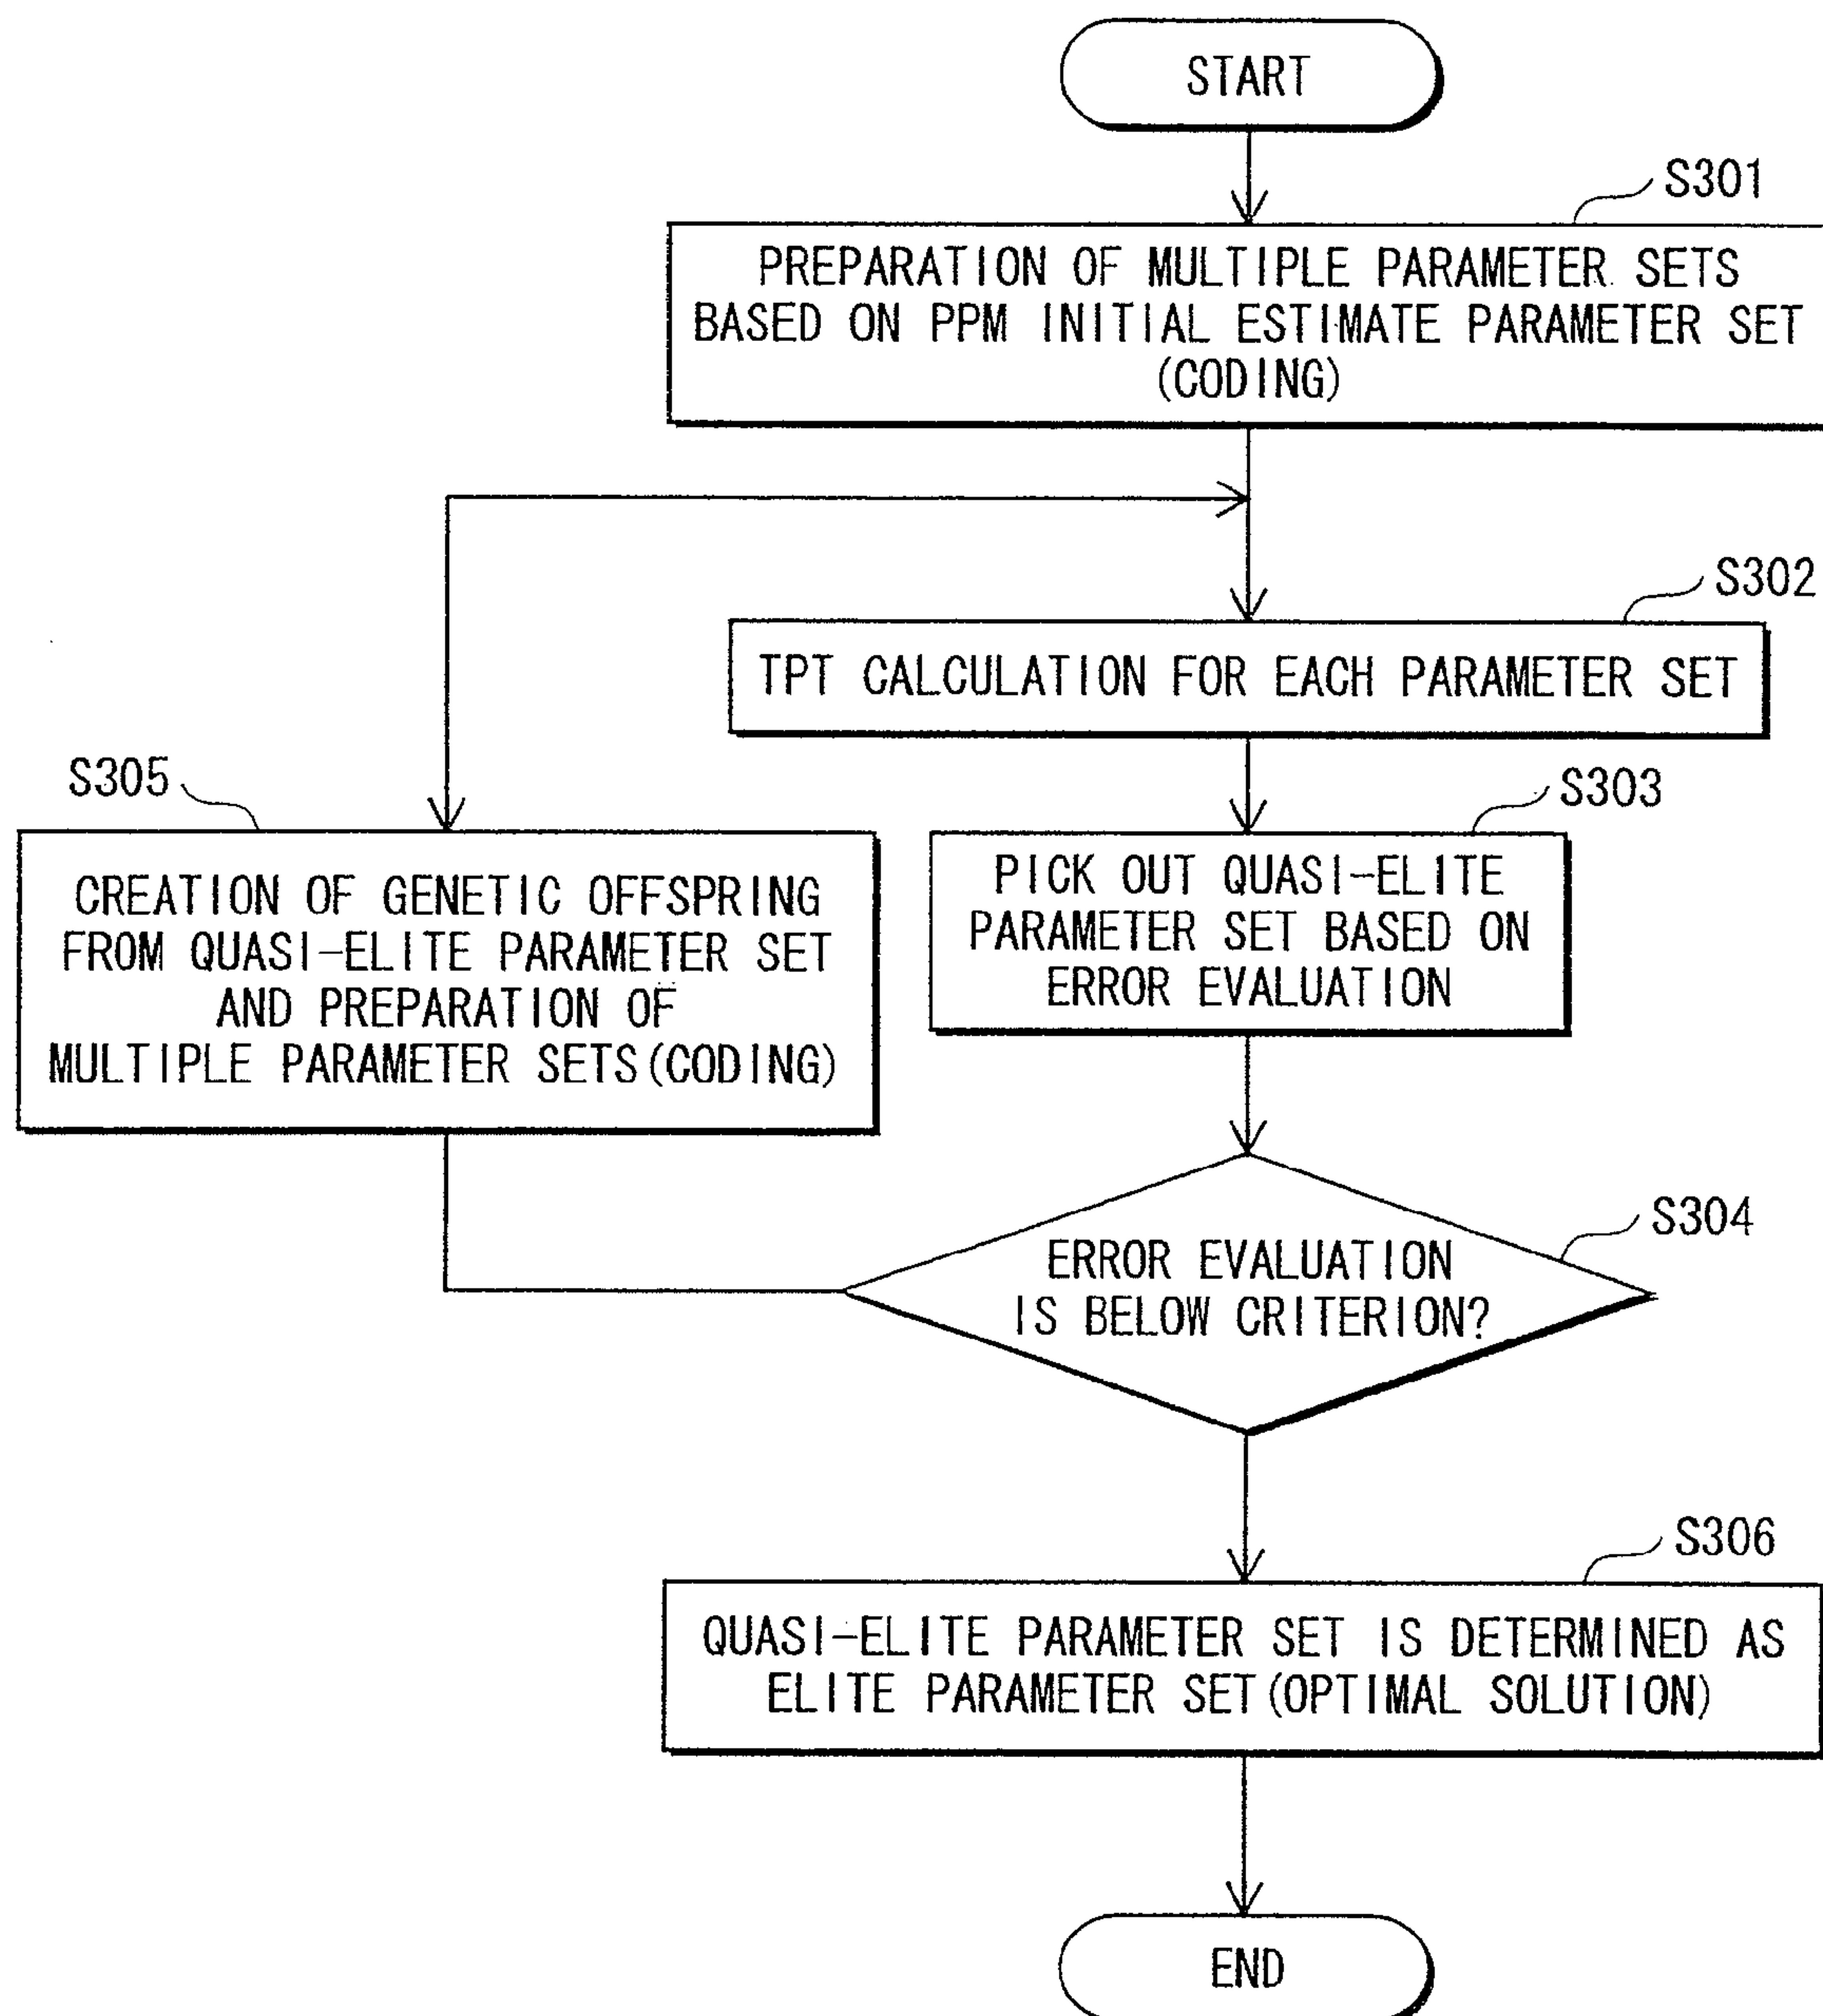 START
S301
PREPARATION OF MULTIPLE PARAMETER SETS
BASED ON PPM INITIAL ESTIMATE PARAMETER SET
(CODING)
S302
TPT CALCULATION FOR EACH PARAMETER SET
S305
CREATION OF GENETIC OFFSPRING
FROM QUASI-ELITE PARAMETER SET
AND PREPARATION OF
MULTIPLE PARAMETER SETS(CODING)
S303
PICK OUT QUASI-ELITE
PARAMETER SET BASED ON
ERROR EVALUATION
S304
ERROR EVALUATION
IS BELOW CRITERION?
S306
QUASI-ELITE PARAMETER SET IS DETERMINED AS
ELITE PARAMETER SET(OPTIMAL SOLUTION)
END